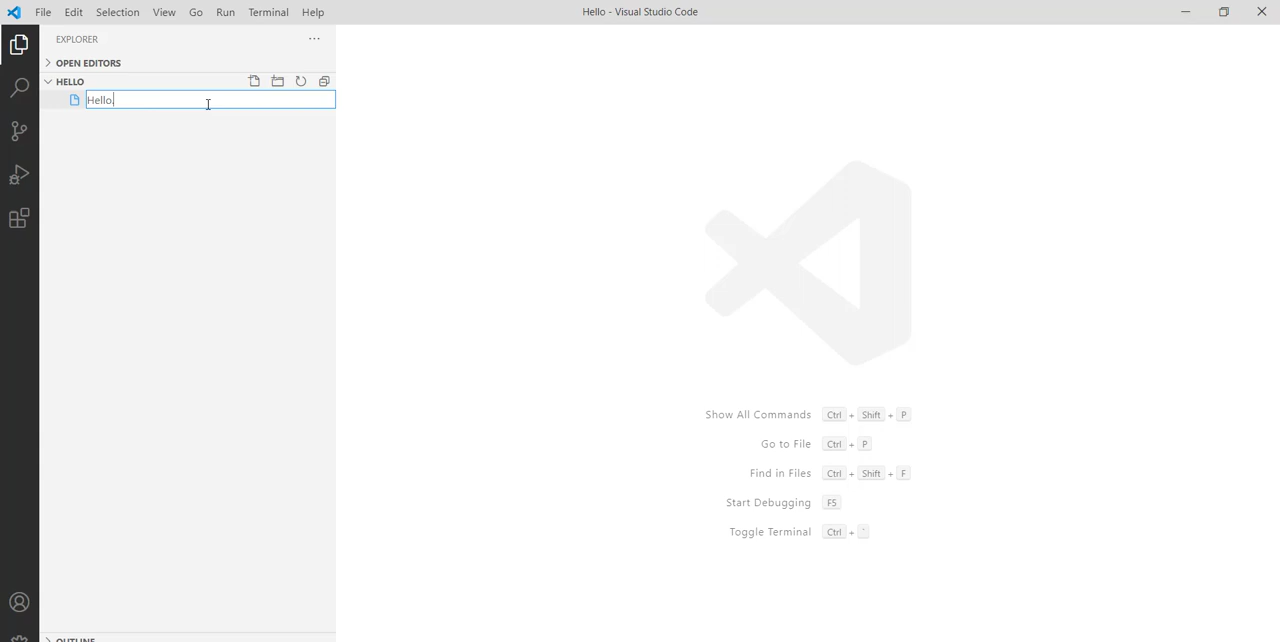 File Edit Selection View Go Run Terminal Help
Hello - Visual Studio Code
EXPLORER
OPEN EDITORS
HELLO
Hello.
Show All Commands Ctrl + Shift + P
Go to File Ctrl + P
Find in Files Ctrl + Shift + F
Start Debugging F5
Toggle Terminal Ctrl + `
OUTLINE